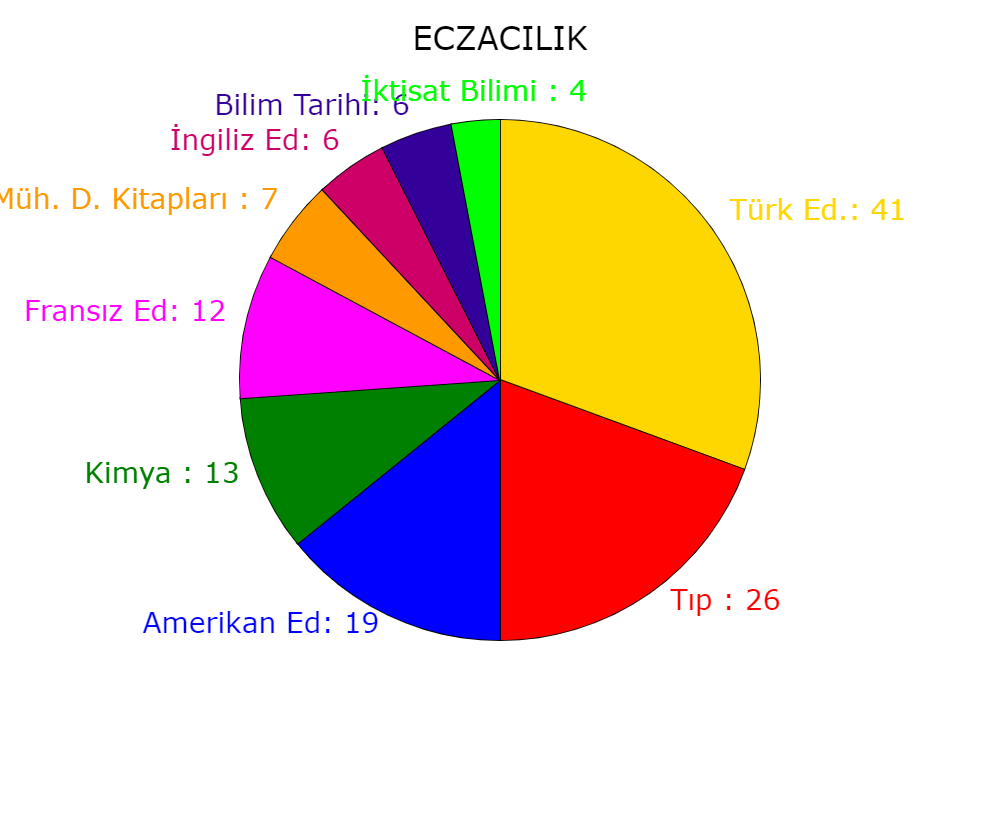 ECZACILIK
İktisat Bilimi : 4
Bilim Tarihi: 6
İngiliz Ed: 6
Müh. D. Kitapları : 7
Türk Ed.: 41
Fransız Ed: 12
Kimya : 13
Tıp : 26
Amerikan Ed: 19